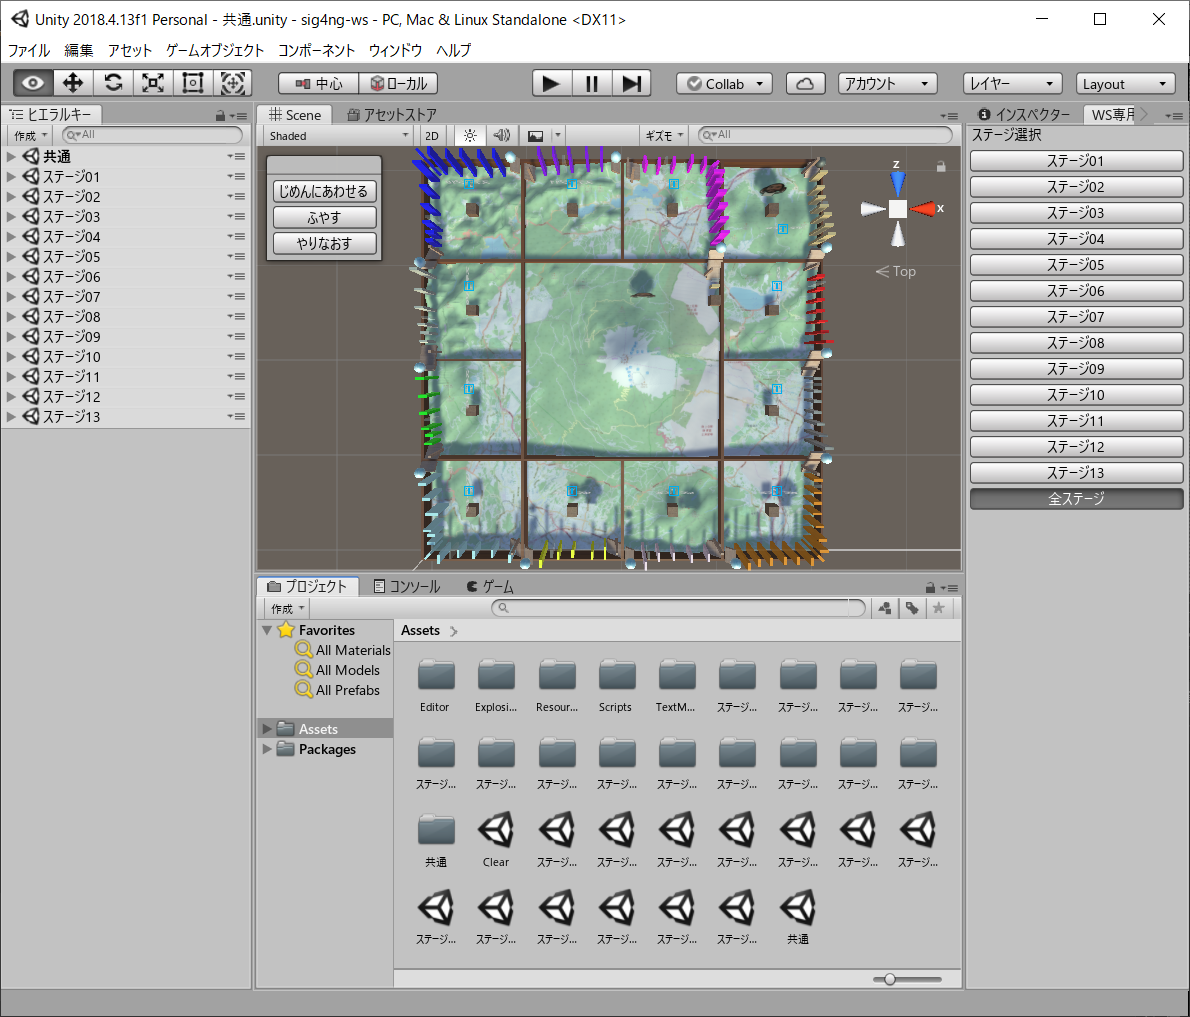 Unity 2018.4.13f1 Personal - 共通.unity - sig4ng-ws - PC, Mac & Linux Standalone <DX11>
ファイル 編集 アセット ゲームオブジェクト コンポーネント ウィンドウ ヘルプ
中心 ローカル Collab アカウント レイヤー Layout
ヒエラルキー
作成 All
共通
ステージ01
ステージ02
ステージ03
ステージ04
ステージ05
ステージ06
ステージ07
ステージ08
ステージ09
ステージ10
ステージ11
ステージ12
ステージ13
Scene アセットストア
Shaded 2D ギズモ All
じめんにあわせる
ふやす
やりなおす
z
x
Top
インスペクター WS専用
ステージ選択
ステージ01
ステージ02
ステージ03
ステージ04
ステージ05
ステージ06
ステージ07
ステージ08
ステージ09
ステージ10
ステージ11
ステージ12
ステージ13
全ステージ
プロジェクト コンソール ゲーム
作成
Favorites
All Materials
All Models
All Prefabs
Assets
Packages
Assets
Editor Explosi... Resour... Scripts TextM... ステージ... ステージ... ステージ... ステージ...
ステージ... ステージ... ステージ... ステージ... ステージ... ステージ... ステージ... ステージ... ステージ...
共通 Clear ステージ... ステージ... ステージ... ステージ... ステージ... ステージ... ステージ...
ステージ... ステージ... ステージ... ステージ... ステージ... ステージ... 共通